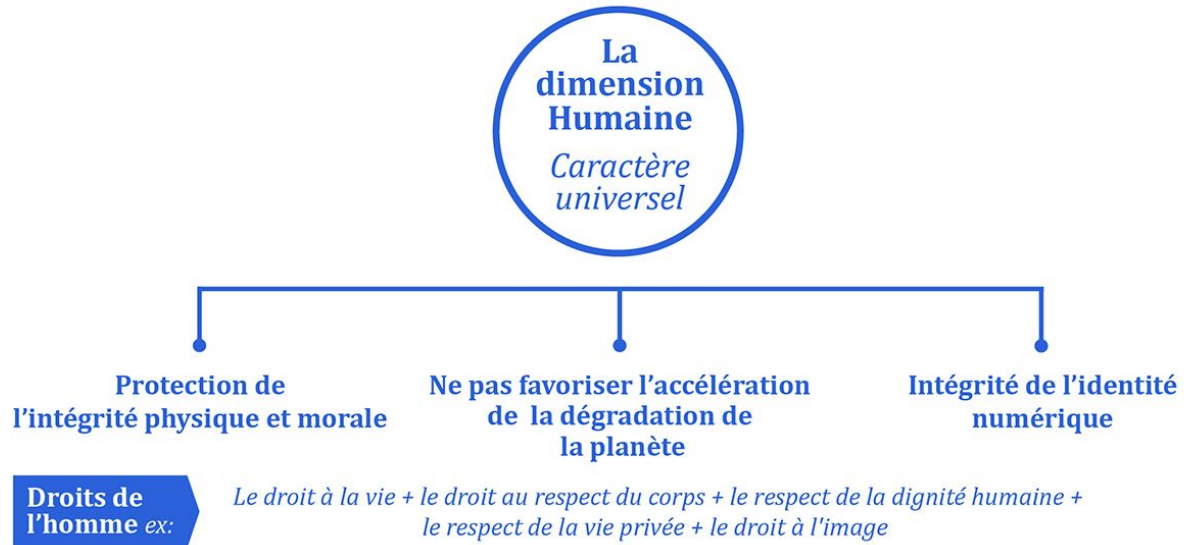 La
dimension
Humaine
Caractère
universel
Protection de
l’intégrité physique et morale
Ne pas favoriser l’accélération
de la dégradation de
la planète
Intégrité de l’identité
numérique
Droits de
l’homme ex:
Le droit à la vie + le droit au respect du corps + le respect de la dignité humaine +
le respect de la vie privée + le droit à l'image